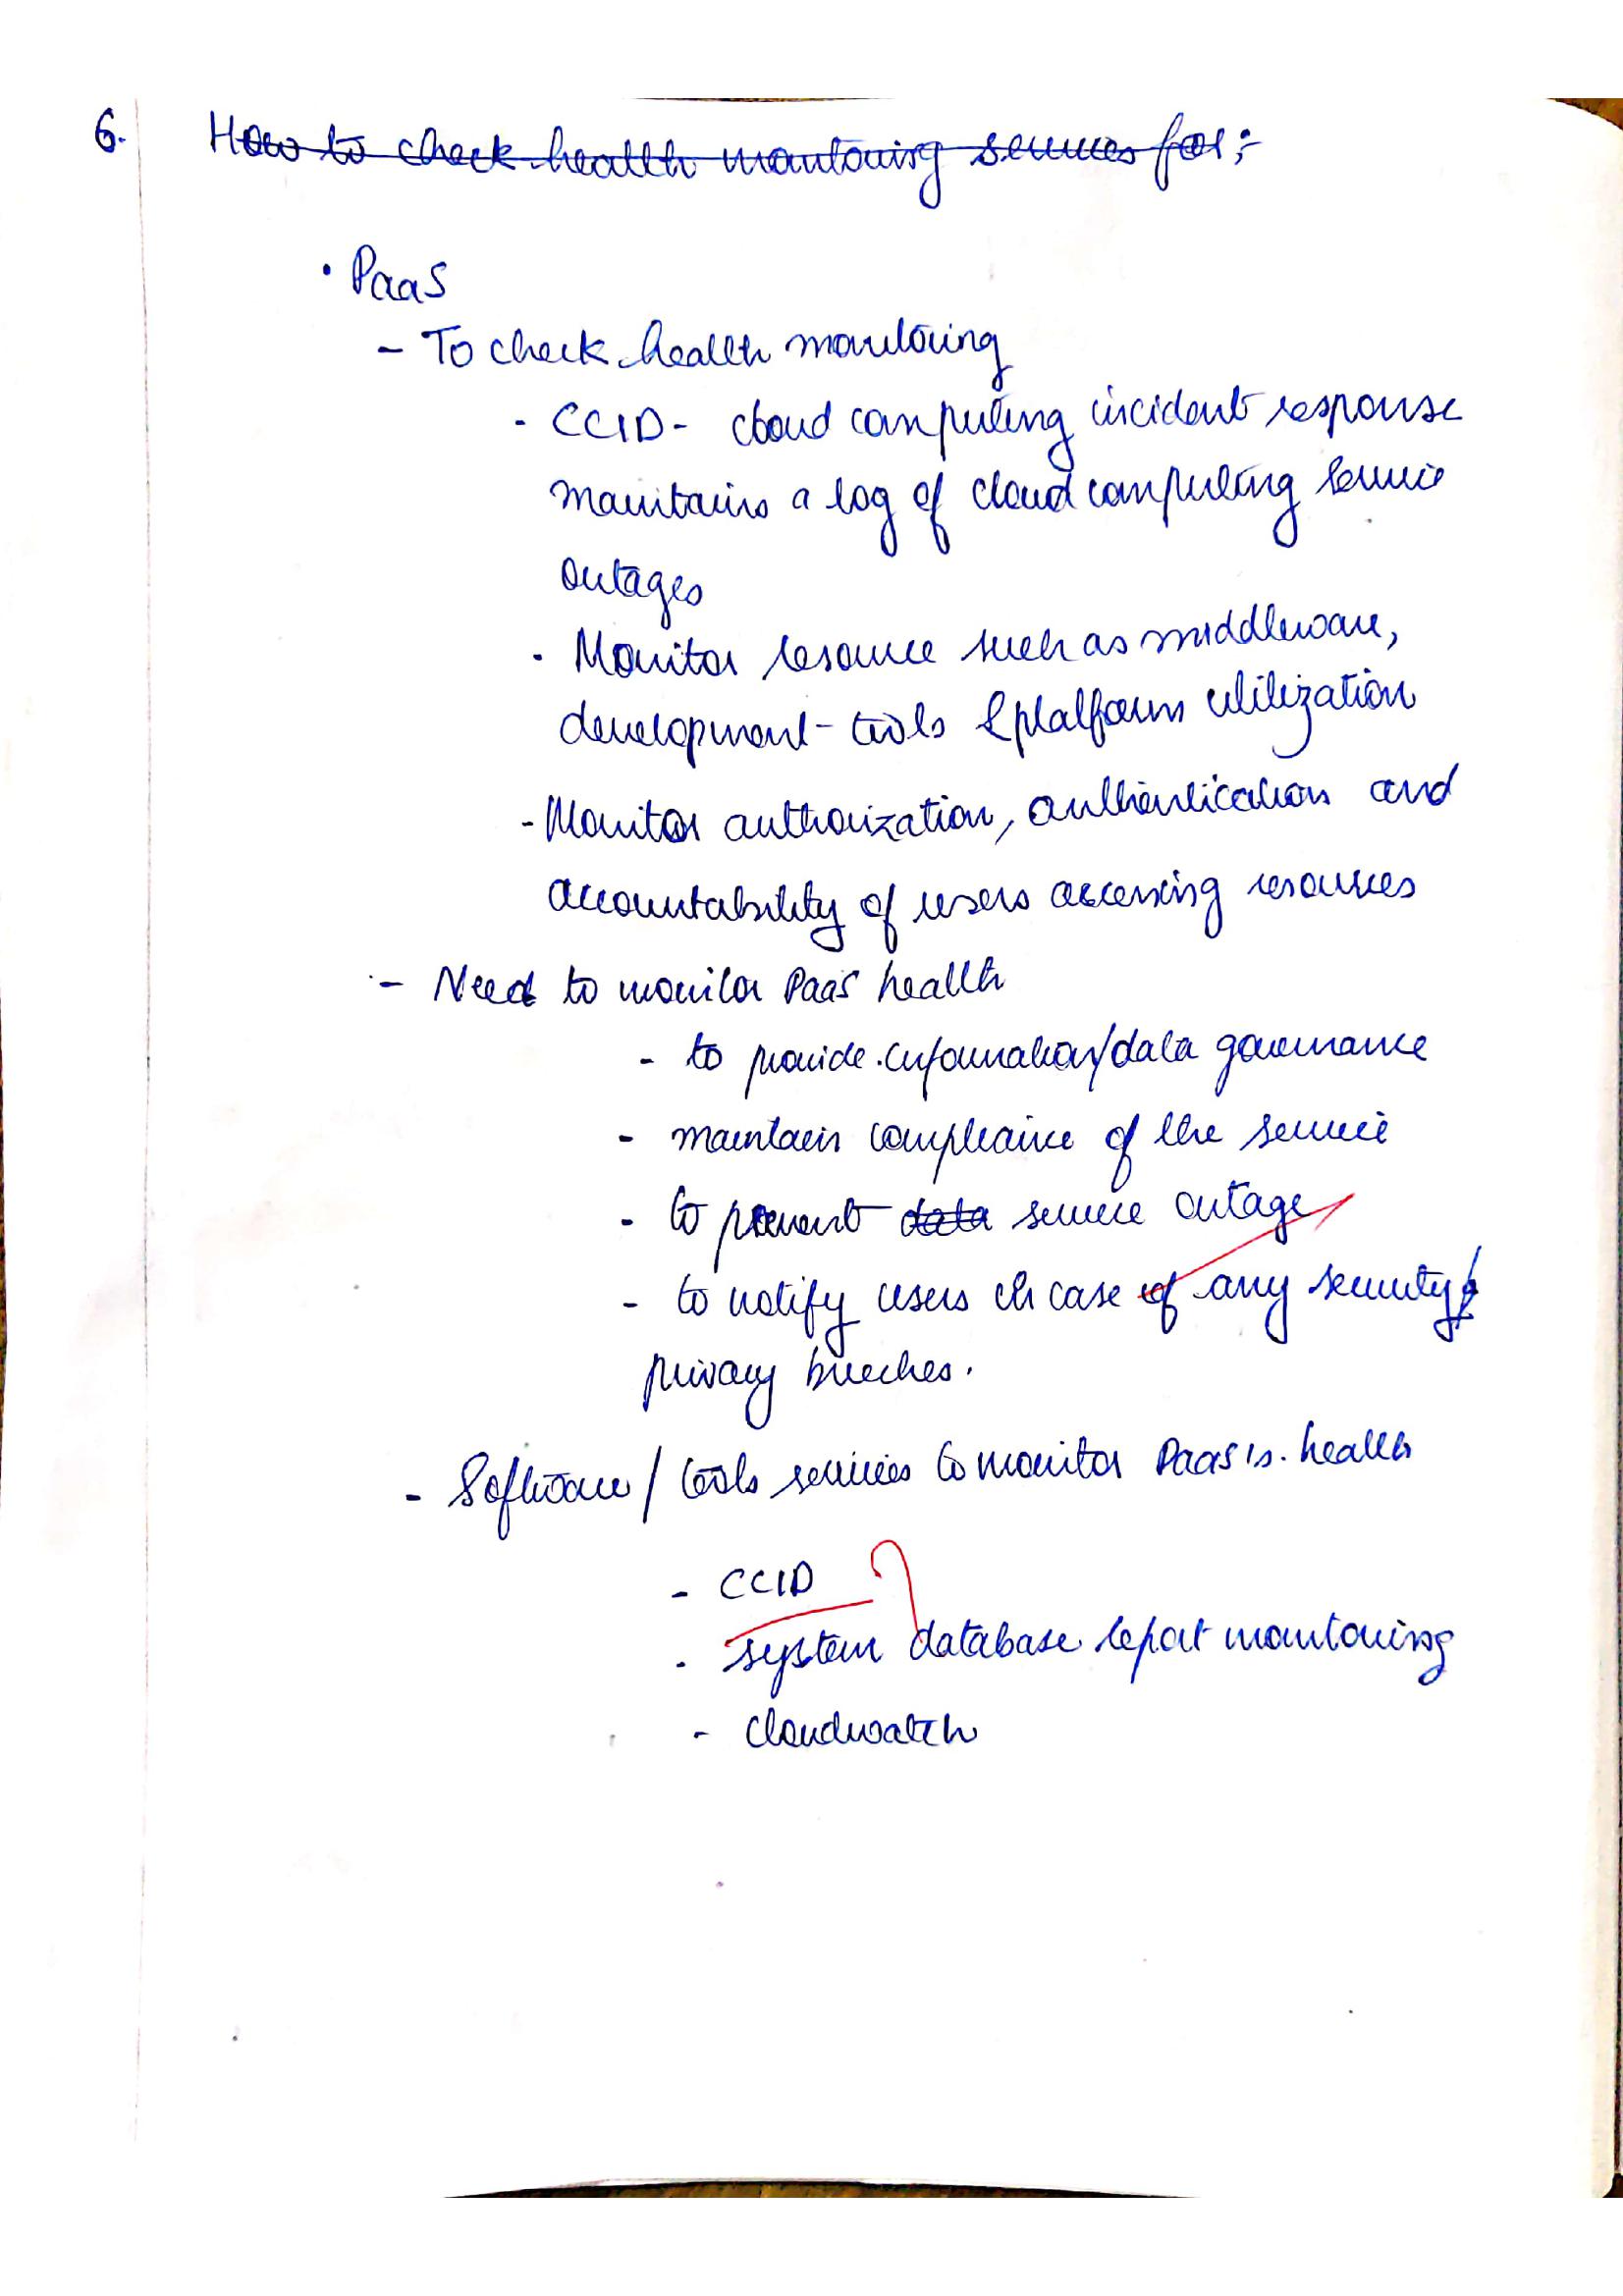 6. How to check health monitoring services for:-
• PaaS
- To check health monitoring
- CCID - cloud computing incident response
maintains a log of cloud computing service
outages
• Monitor resource such as middleware,
development-tools & platform utilization
- Monitor authorization, authentication and
accountability of users accessing resources
- Need to monitor PaaS health
- to provide information/data governance
- maintain compliance of the service
- to prevent data service outage
- to notify users in case of any security/
privacy breeches.
- Software/tools services to monitor PaaS's health
- CCID
- system database report monitoring
- cloudwatch